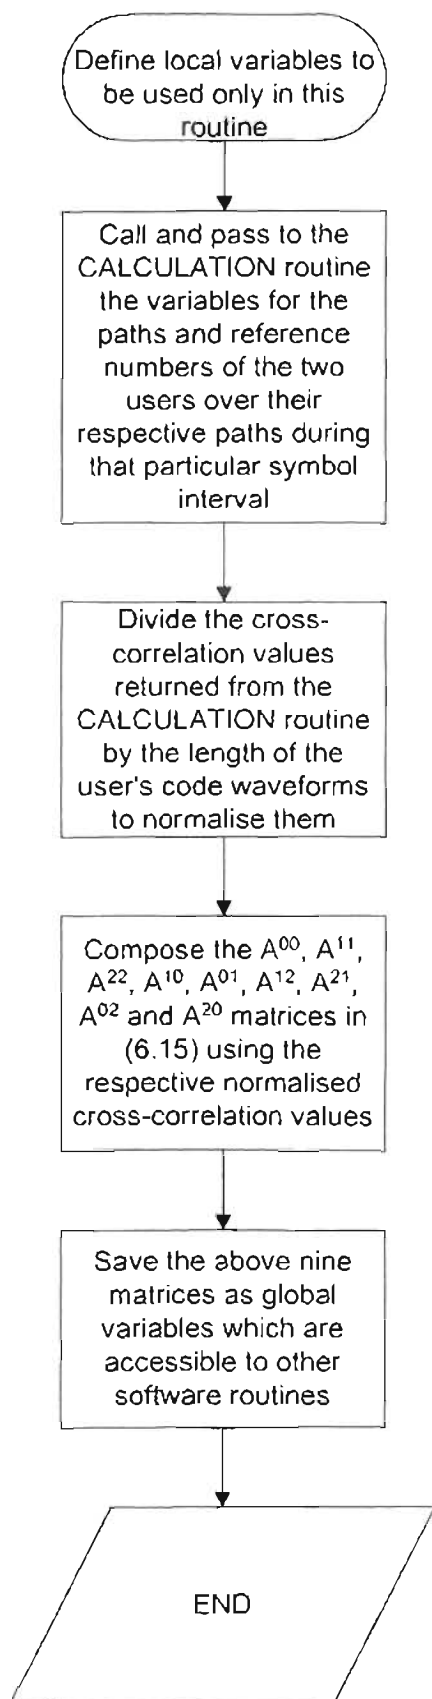 Define local variables to
be used only in this
routine
Call and pass to the
CALCULATION routine
the variables for the
paths and reference
numbers of the two
users over their
respective paths during
that particular symbol
interval
Divide the cross-
correlation values
returned from the
CALCULATION routine
by the length of the
user's code waveforms
to normalise them
Compose the A⁰⁰, A¹¹,
A²², A¹⁰, A⁰¹, A¹², A²¹,
A⁰² and A²⁰ matrices in
(6.15) using the
respective normalised
cross-correlation values
Save the above nine
matrices as global
variables which are
accessible to other
software routines
END